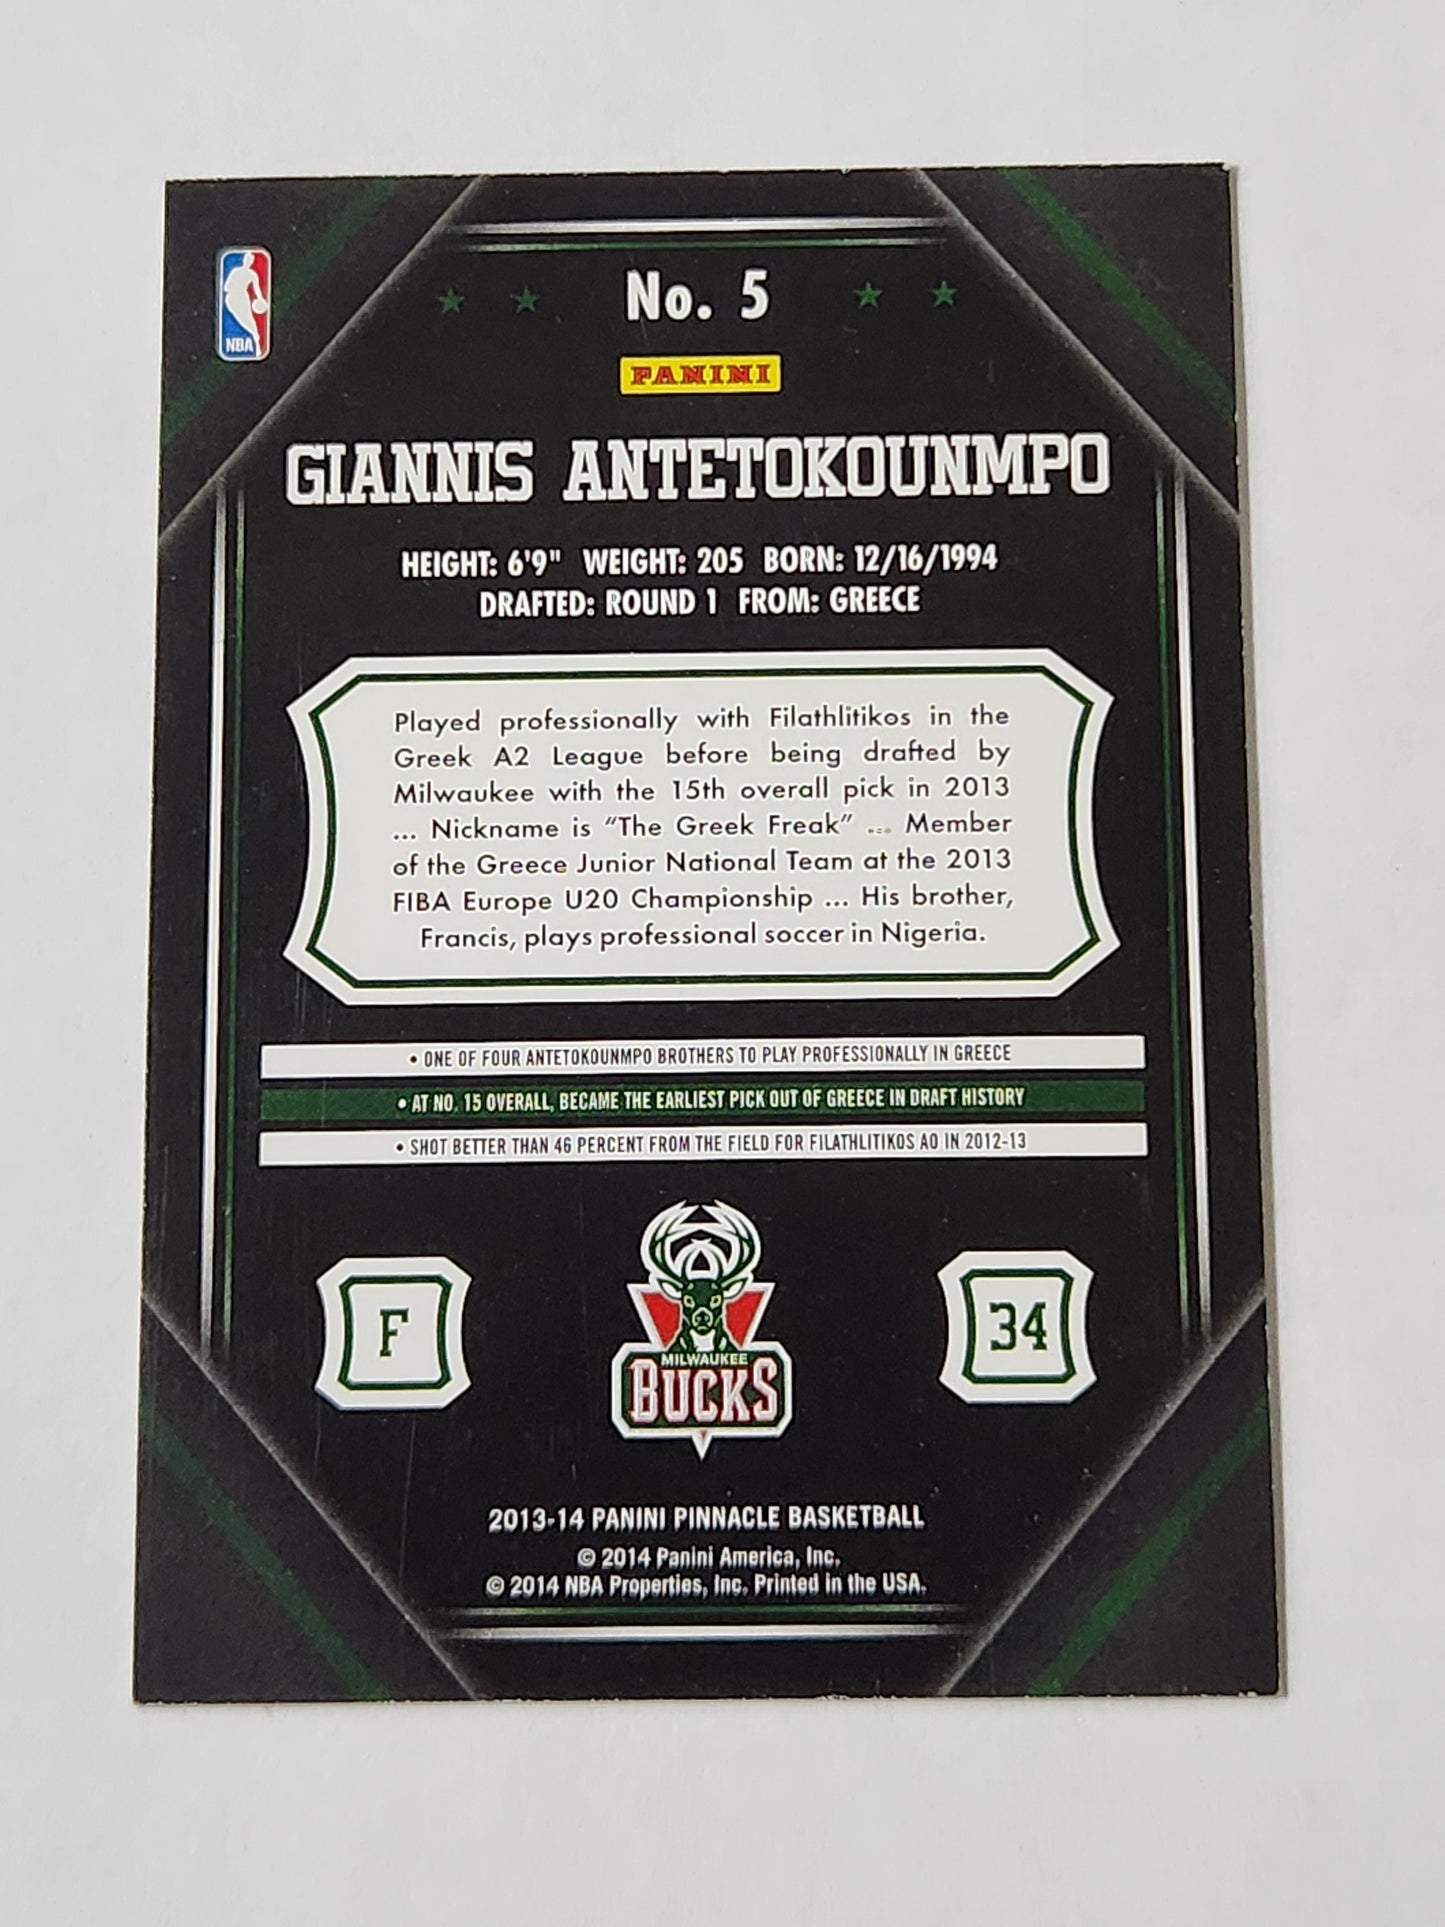 NBA
No. 5
PANINI
GIANNIS ANTETOKOUNMPO
HEIGHT: 6'9" WEIGHT: 205 BORN: 12/16/1994
DRAFTED: ROUND 1 FROM: GREECE
Played professionally with Filathlitikos in the
Greek A2 League before being drafted by
Milwaukee with the 15th overall pick in 2013
... Nickname is "The Greek Freak" ... Member
of the Greece Junior National Team at the 2013
FIBA Europe U20 Championship ... His brother,
Francis, plays professional soccer in Nigeria.
• ONE OF FOUR ANTETOKOUNMPO BROTHERS TO PLAY PROFESSIONALLY IN GREECE
• AT NO. 15 OVERALL, BECAME THE EARLIEST PICK OUT OF GREECE IN DRAFT HISTORY
• SHOT BETTER THAN 46 PERCENT FROM THE FIELD FOR FILATHLITIKOS AO IN 2012-13
F
MILWAUKEE
BUCKS
34
2013-14 PANINI PINNACLE BASKETBALL
© 2014 Panini America, Inc.
© 2014 NBA Properties, Inc. Printed in the USA.